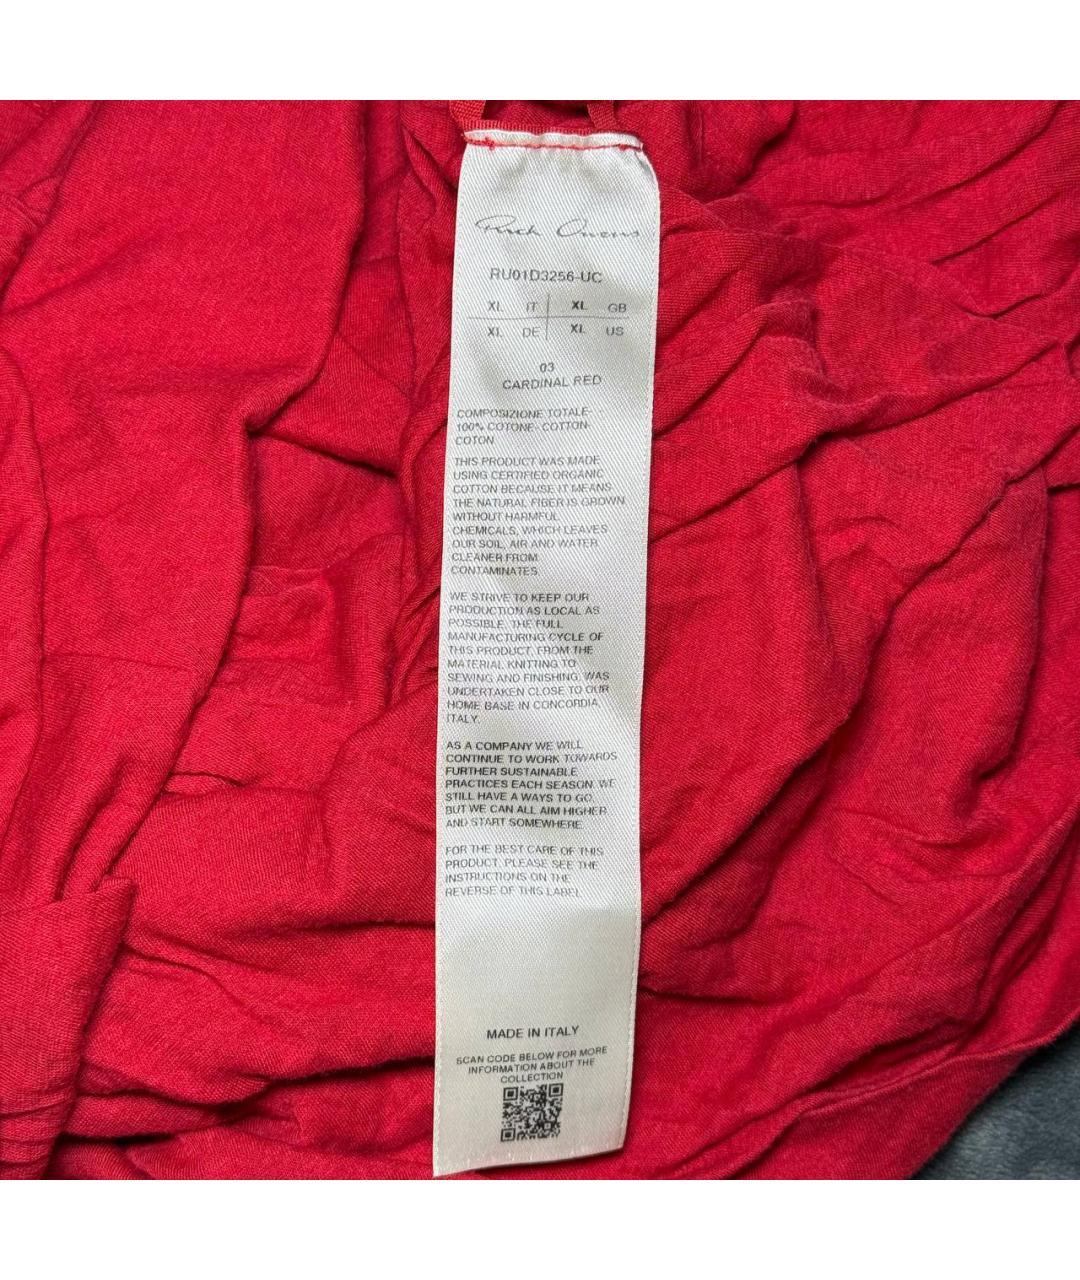 Rick Owens
RU01D3256-UC
XL IT XL GB
XL DE XL US
03
CARDINAL RED
COMPOSIZIONE TOTALE- -
100% COTONE- COTTON-
COTON
THIS PRODUCT WAS MADE
USING CERTIFIED ORGANIC
COTTON BECAUSE IT MEANS
THE NATURAL FIBER IS GROWN
WITHOUT HARMFUL
CHEMICALS, WHICH LEAVES
OUR SOIL, AIR AND WATER
CLEANER FROM
CONTAMINATES
WE STRIVE TO KEEP OUR
PRODUCTION AS LOCAL AS
POSSIBLE. THE FULL
MANUFACTURING CYCLE OF
THIS PRODUCT, FROM THE
MATERIAL KNITTING TO
SEWING AND FINISHING, WAS
UNDERTAKEN CLOSE TO OUR
HOME BASE IN CONCORDIA,
ITALY.
AS A COMPANY WE WILL
CONTINUE TO WORK TOWARDS
FURTHER SUSTAINABLE
PRACTICES EACH SEASON. WE
STILL HAVE A WAYS TO GO,
BUT WE CAN ALL AIM HIGHER
AND START SOMEWHERE.
FOR THE BEST CARE OF THIS
PRODUCT, PLEASE SEE THE
INSTRUCTIONS ON THE
REVERSE OF THIS LABEL
MADE IN ITALY
SCAN CODE BELOW FOR MORE
INFORMATION ABOUT THE
COLLECTION